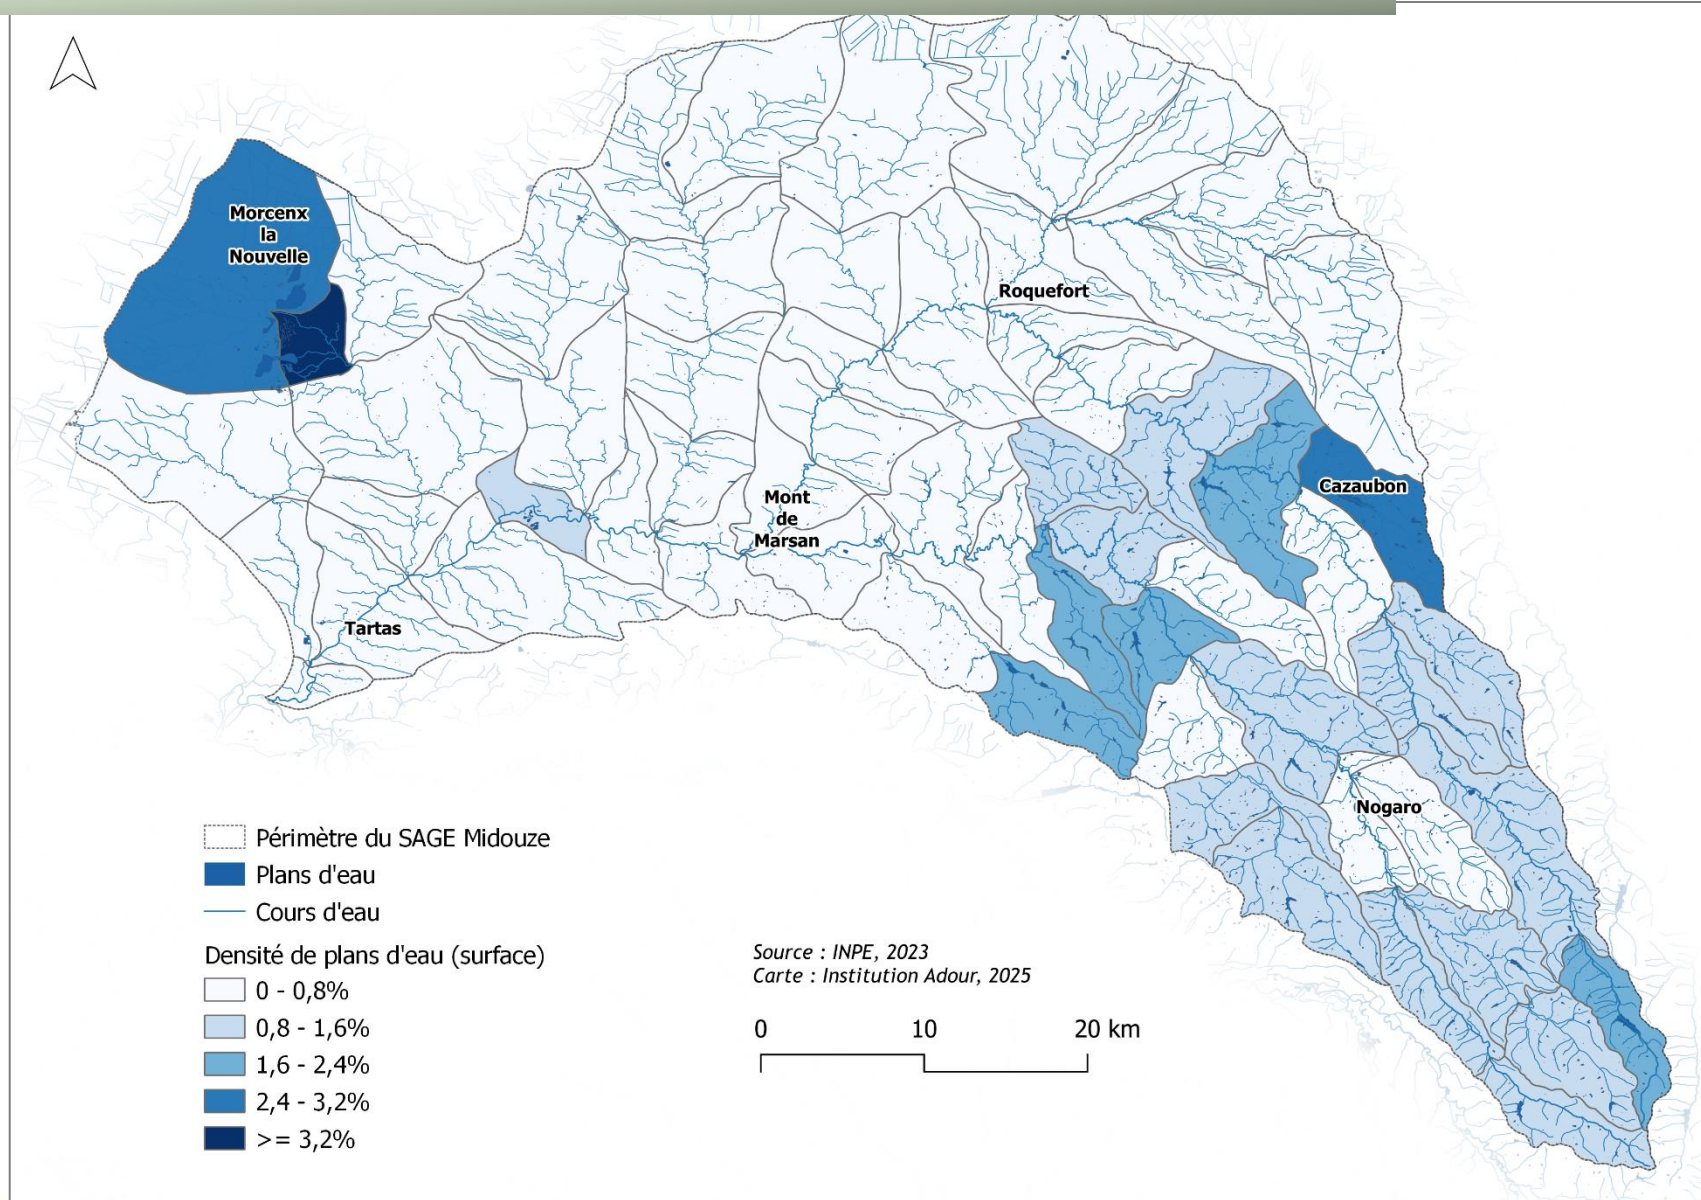 Morcenx
la
Nouvelle
Roquefort
Cazaubon
Mont
de
Marsan
Tartas
Nogaro
Périmètre du SAGE Midouze
Plans d'eau
Cours d'eau
Densité de plans d'eau (surface)
0 - 0,8%
0,8 - 1,6%
1,6 - 2,4%
2,4 - 3,2%
>= 3,2%
Source : INPE, 2023
Carte : Institution Adour, 2025
0 10 20 km